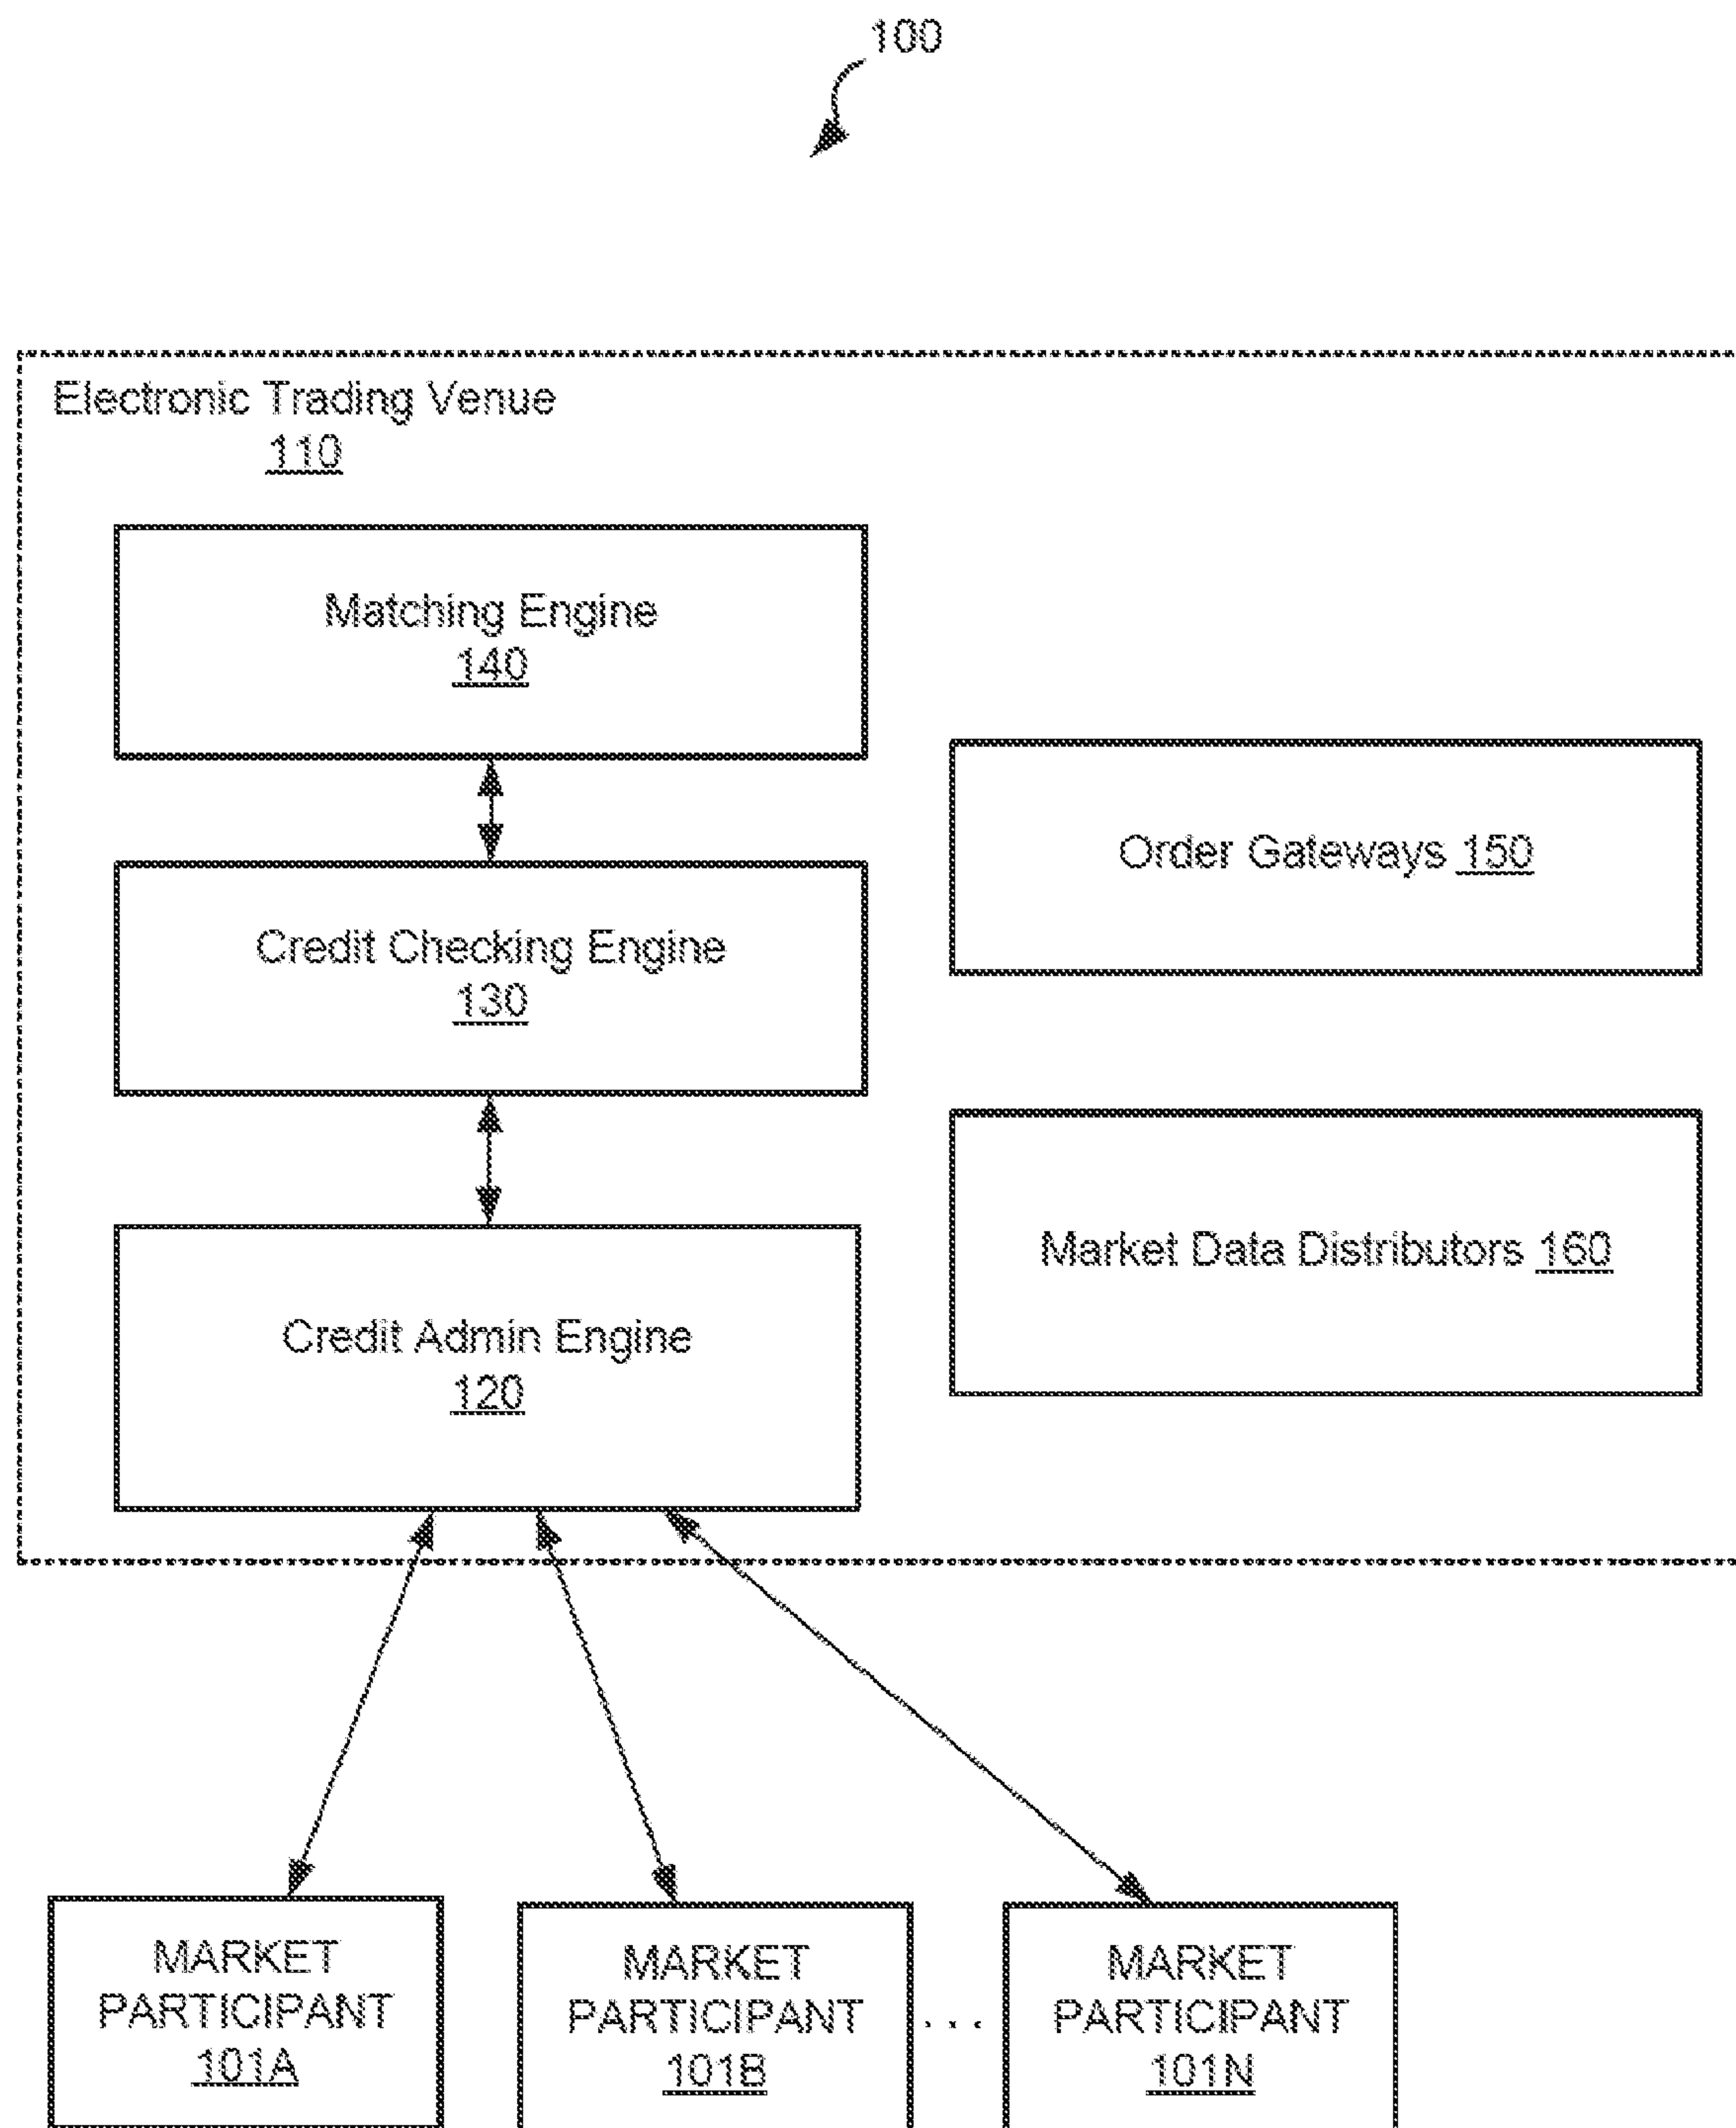 100
Electronic Trading Venue
110
Matching Engine
140
Order Gateways 150
Credit Checking Engine
130
Market Data Distributors 160
Credit Admin Engine
120
MARKET
PARTICIPANT
101A
MARKET
PARTICIPANT
101B
. . .
MARKET
PARTICIPANT
101N